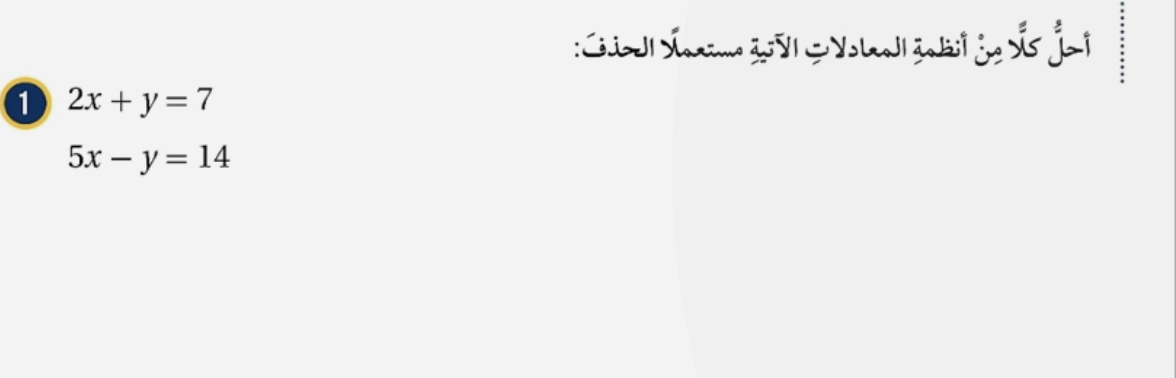 أحلُّ كلًّا مِنْ أنظمةِ المعادلاتِ الآتيةِ مستعملًا الحذفَ:
1 2x + y = 7
5x − y = 14